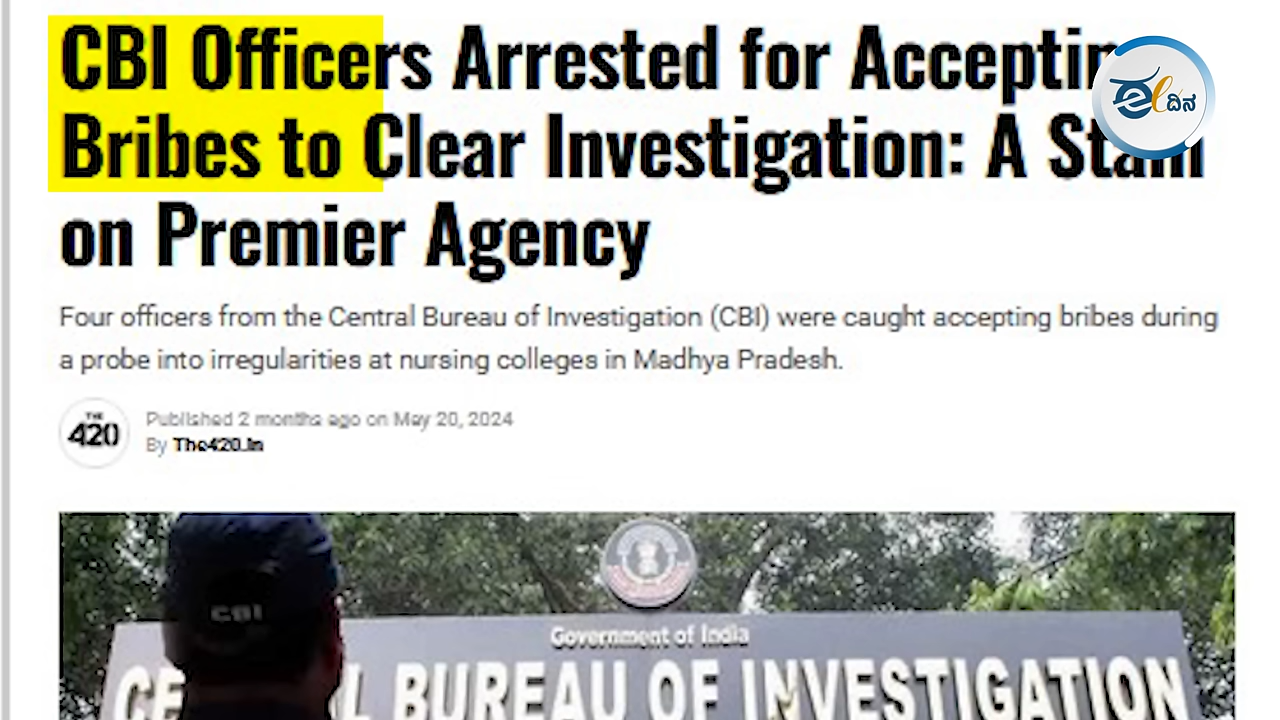 CBI Officers Arrested for Accepting
Bribes to Clear Investigation: A Stain
on Premier Agency
Four officers from the Central Bureau of Investigation (CBI) were caught accepting bribes during
a probe into irregularities at nursing colleges in Madhya Pradesh.
THE
420
Published 2 months ago on May 20, 2024
By The420.in
eದಿನ
CBI
Government of India
BUREAU OF INVESTIGATION